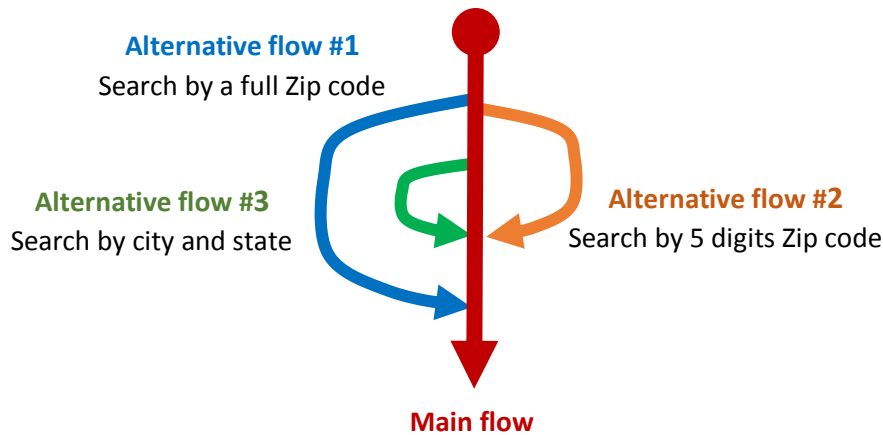 Alternative flow #1
Search by a full Zip code
Alternative flow #3
Search by city and state
Alternative flow #2
Search by 5 digits Zip code
Main flow